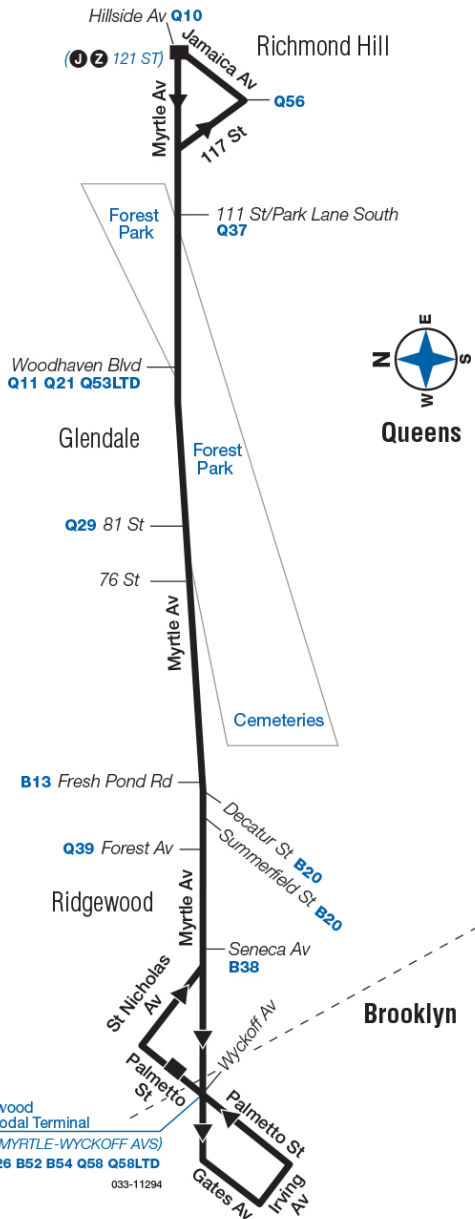 Hillside Av Q10
(J Z 121 ST)
Jamaica Av
Richmond Hill
Q56
Myrtle Av
117 St
Forest
Park
111 St/Park Lane South
Q37
Woodhaven Blvd
Q11 Q21 Q53LTD
N
E
S
W
Queens
Glendale
Forest
Park
Q29 81 St
76 St
Myrtle Av
Cemeteries
B13 Fresh Pond Rd
Decatur St B20
Summerfield St B20
Q39 Forest Av
Ridgewood
Myrtle Av
Seneca Av
B38
St Nicholas
Av
Brooklyn
Wyckoff Av
Palmetto
St
wood
odal Terminal
MYRTLE-WYCKOFF AVS)
26 B52 B54 Q58 Q58LTD
033-11294
Palmetto St
Irving
Av
Gates Av